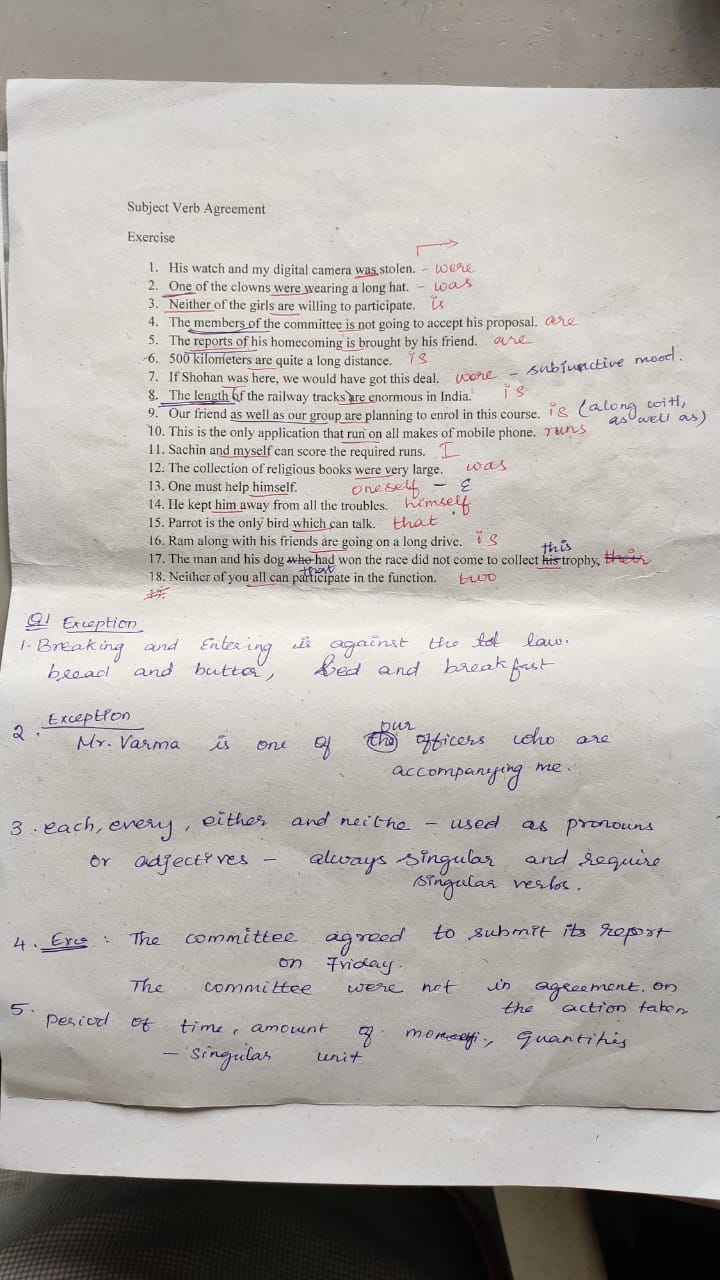 Subject Verb Agreement
Exercise
1. His watch and my digital camera was stolen. - were
2. One of the clowns were wearing a long hat. - was
3. Neither of the girls are willing to participate. is
4. The members of the committee is not going to accept his proposal. are
5. The reports of his homecoming is brought by his friend. are
6. 500 kilometers are quite a long distance. is
7. If Shohan was here, we would have got this deal. were - subjunctive mood.
8. The length of the railway tracks are enormous in India. is
9. Our friend as well as our group are planning to enrol in this course. is (along with, as well as)
10. This is the only application that run on all makes of mobile phone. runs
11. Sachin and myself can score the required runs. I
12. The collection of religious books were very large. was
13. One must help himself. oneself -
14. He kept him away from all the troubles. himself
15. Parrot is the only bird which can talk. that
16. Ram along with his friends are going on a long drive. is
this
17. The man and his dog who had won the race did not come to collect his trophy, their
that
18. Neither of you all can participate in the function. two
Q1 Exception
1. Breaking and Entering is against the law.
bread and butter, bed and breakfast
2. Exception
our
Mr. Varma is one of the officers who are
accompanying me.
3. each, every, either and neithe - used as pronouns
or adjectives - always singular and require
singular verbs.
4. : The committee agreed to submit its report
on Friday.
The committee were not in agreement on
the action taken
5. Period of time, amount of , quantities
- singular unit